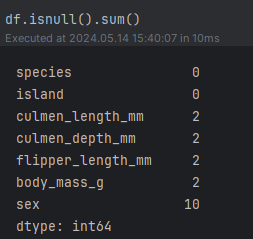 df.isnull().sum()
Executed at 2024.05.14 15:40:07 in 10ms
species 0
island 0
culmen_length_mm 2
culmen_depth_mm 2
flipper_length_mm 2
body_mass_g 2
sex 10
dtype: int64